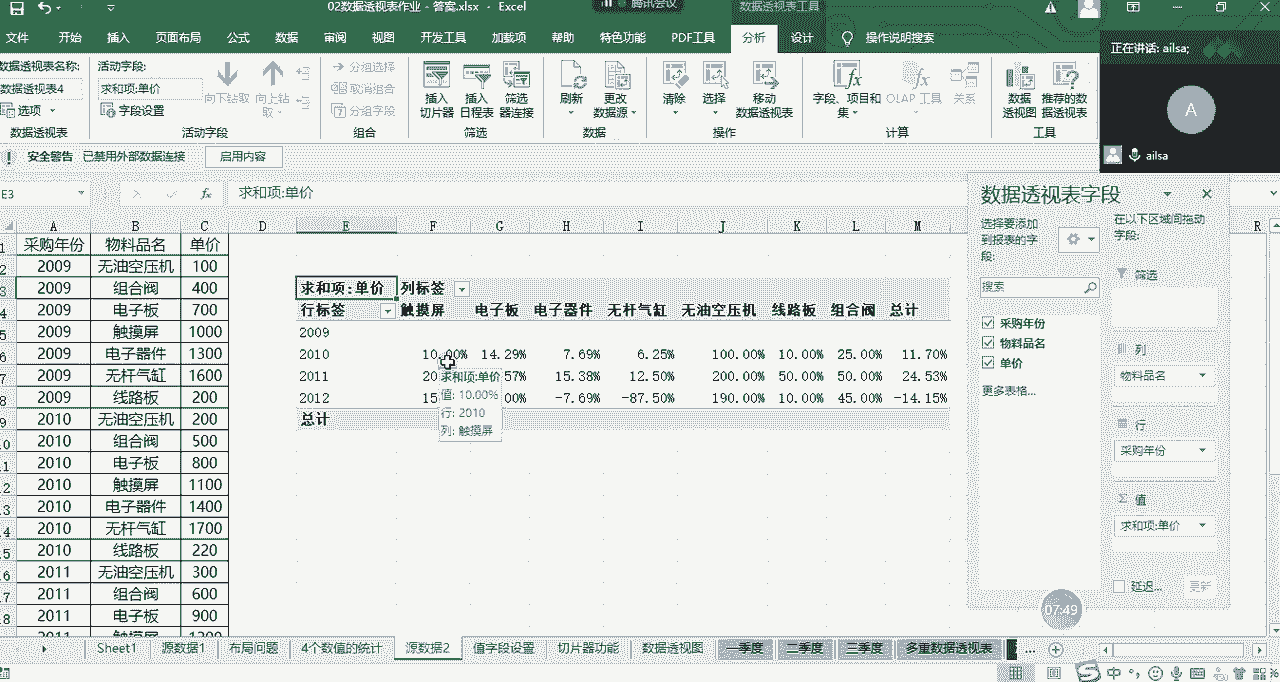 02数据透视表作业 - 答案.xlsx - Excel
腾讯会议
数据透视表工具
文件 开始 插入 页面布局 公式 数据 审阅 视图 开发工具 加载项 帮助 特色功能 PDF工具 分析 设计 操作说明搜索
正在讲话: ailsa;
数据透视表名称:
数据透视表4
选项
数据透视表
活动字段:
求和项:单价
字段设置
向下钻取 向上钻取
活动字段
分组选择
取消组合
分组字段
组合
插入切片器 插入日程表 筛选器连接
筛选
刷新 更改数据源
数据
清除 选择 移动数据透视表
操作
字段、项目和集 OLAP 工具 关系
计算
数据透视图 推荐的数据透视表
工具
A
ailsa
安全警告 已禁用外部数据连接 启用内容
E3 fx 求和项:单价
A B C D E F G H I J K L M R
采购年份 物料品名 单价
2 2009 无油空压机 100
3 2009 组合阀 400
4 2009 电子板 700
5 2009 触摸屏 1000
6 2009 电子器件 1300
7 2009 无杆气缸 1600
8 2009 线路板 200
9 2010 无油空压机 200
0 2010 组合阀 500
1 2010 电子板 800
2 2010 触摸屏 1100
3 2010 电子器件 1400
4 2010 无杆气缸 1700
5 2010 线路板 220
6 2011 无油空压机 300
7 2011 组合阀 600
8 2011 电子板 900
求和项:单价 列标签
行标签 触摸屏 电子板 电子器件 无杆气缸 无油空压机 线路板 组合阀 总计
2009
2010 10.00% 14.29% 7.69% 6.25% 100.00% 10.00% 25.00% 11.70%
2011 20 57% 15.38% 12.50% 200.00% 50.00% 50.00% 24.53%
2012 15 00% -7.69% -87.50% 190.00% 10.00% 45.00% -14.15%
总计
求和项:单价
值: 10.00%
行: 2010
列: 触摸屏
数据透视表字段
选择要添加到报表的字段:
搜索
采购年份
物料品名
单价
更多表格...
在以下区域间拖动字段:
筛选
列
物料品名
行
采购年份
Σ 值
求和项:单价
延迟... 更新
07:49
Sheet1 源数据1 布局问题 4个数值的统计 源数据2 值字段设置 切片器功能 数据透视图 一季度 二季度 三季度 多重数据透视表 ...
中